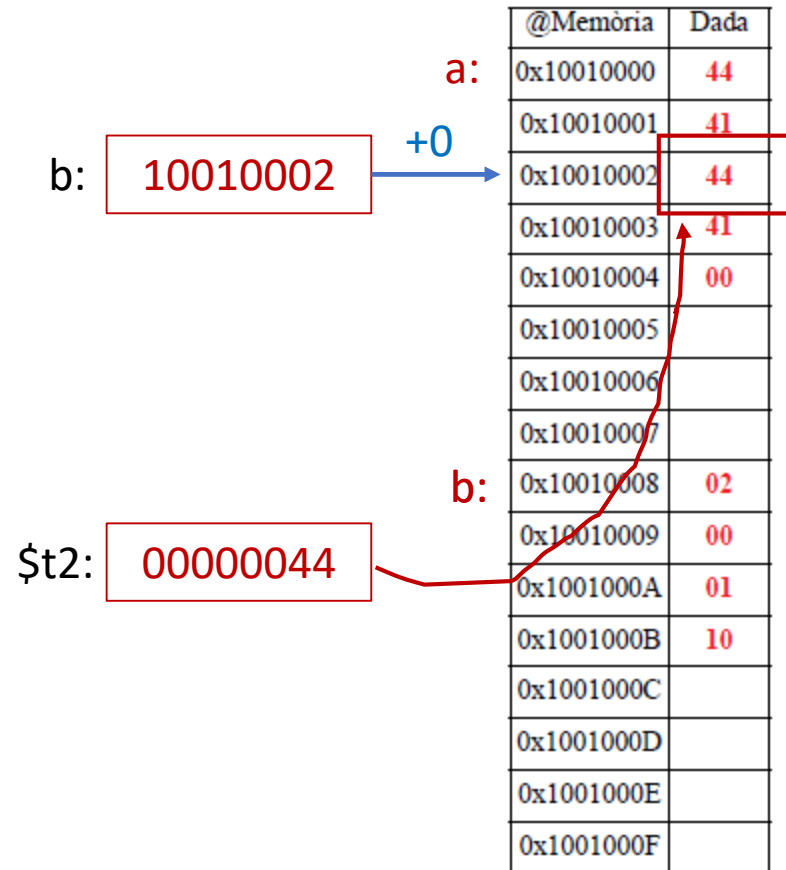 @Memòria Dada
a: 0x10010000 44
0x10010001 41
+0
b: 10010002 0x10010002 44
0x10010003 41
0x10010004 00
0x10010005
0x10010006
0x10010007
b: 0x10010008 02
0x10010009 00
$t2: 00000044
0x1001000A 01
0x1001000B 10
0x1001000C
0x1001000D
0x1001000E
0x1001000F